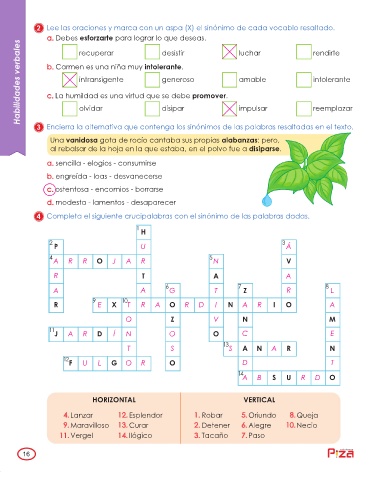 2 Lee las oraciones y marca con un aspa (X) el sinónimo de cada vocablo resaltado.
a. Debes esforzarte para lograr lo que deseas.
recuperar desistir luchar rendirte
b. Carmen es una niña muy intolerante.
intransigente generosa amable intolerante
c. La humildad es una virtud que se debe promover.
olvidar disipar impulsar reemplazar
Habilidades verbales
3 Encierra la alternativa que contenga los sinónimos de las palabras resaltadas en el texto.
Una vanidosa gota de rocío cantaba sus propias alabanzas; pero,
al rebalsar de la hoja en la que estaba, en el polvo fue a disiparse.
a. sencilla - elogios - consumirse
b. engreída - loas - desvanecerse
c. ostentosa - encomios - borrarse
d. modesta - lamentos - desaparecer
4 Completa el siguiente crucipalabras con el sinónimo de las palabras dadas.
1 H
2 P U 3 Á
4 A R R O J A R 5 N V
R T A A
A A 6 G T 7 Z R 8 L
R 9 E X 10 T R A O R D I N A R I O A
O Z V N M
11 J A R D Í N O O C E
T S 13 S A N A R N
12 F U L G O R O D T
14 A B S U R D O
HORIZONTAL VERTICAL
4. Lanzar 12. Esplendor 1. Robar 5. Oriundo 8. Queja
9. Maravilloso 13. Curar 2. Detener 6. Alegre 10. Necio
11. Vergel 14. Ilógico 3. Tacaño 7. Paso
16